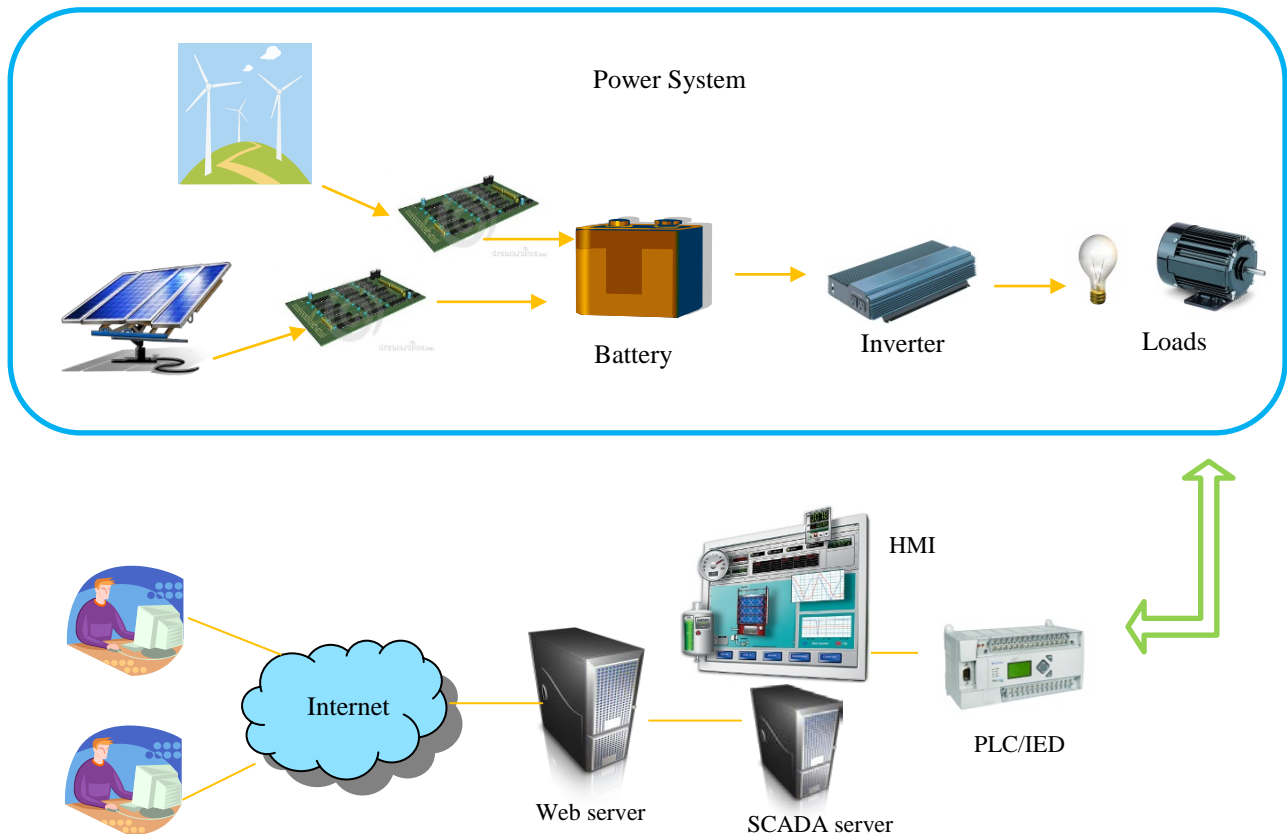 Power System
Battery
Inverter
Loads
HMI
Internet
PLC/IED
Web server
SCADA server